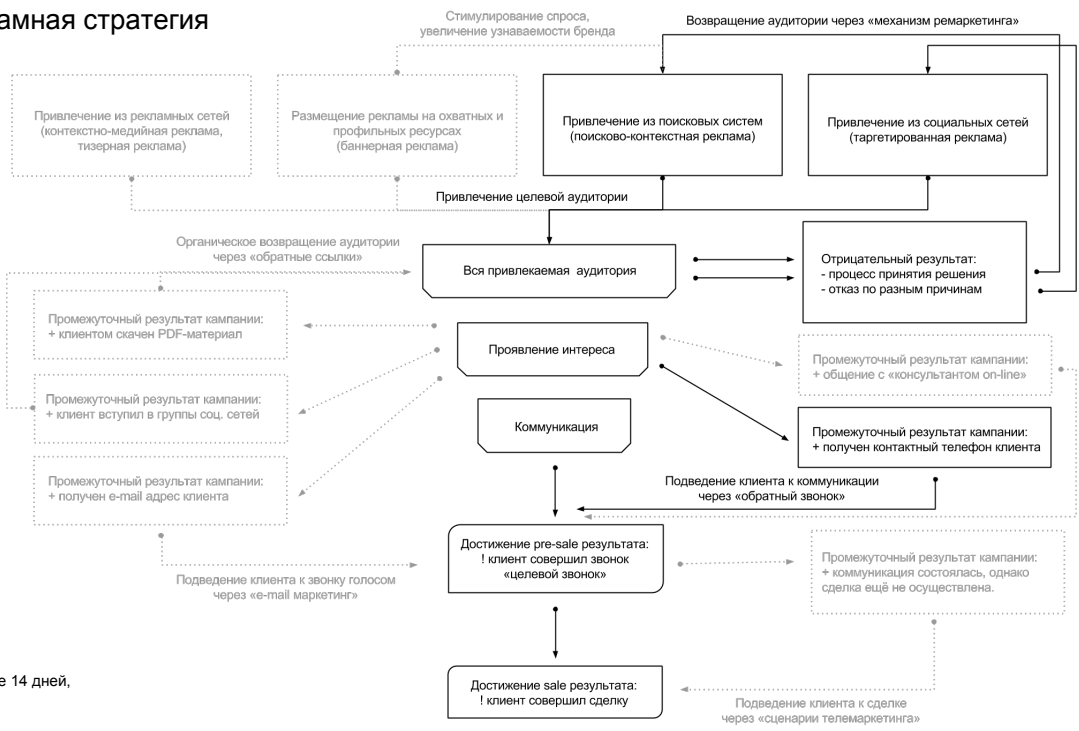 амная стратегия
Стимулирование спроса,
увеличение узнаваемости бренда
Возвращение аудитории через «механизм ремаркетинга»
Привлечение из рекламных сетей
(контекстно-медийная реклама,
тизерная реклама)
Размещение рекламы на охватных и
профильных ресурсах
(баннерная реклама)
Привлечение из поисковых систем
(поисково-контекстная реклама)
Привлечение из социальных сетей
(таргетированная реклама)
Привлечение целевой аудитории
Органическое возвращение аудитории
через «обратные ссылки»
Вся привлекаемая аудитория
Отрицательный результат:
- процесс принятия решения
- отказ по разным причинам
Промежуточный результат кампании:
+ клиентом скачен PDF-материал
Проявление интереса
Промежуточный результат кампании:
+ общение с «консультантом on-line»
Промежуточный результат кампании:
+ клиент вступил в группы соц. сетей
Коммуникация
Промежуточный результат кампании:
+ получен контактный телефон клиента
Промежуточный результат кампании:
+ получен e-mail адрес клиента
Подведение клиента к коммуникации
через «обратный звонок»
Достижение pre-sale результата:
! клиент совершил звонок
«целевой звонок»
Промежуточный результат кампании:
+ коммуникация состоялась, однако
сделка ещё не осуществлена.
Подведение клиента к звонку голосом
через «e-mail маркетинг»
е 14 дней,
Достижение sale результата:
! клиент совершил сделку
Подведение клиента к сделке
через «сценарии телемаркетинга»